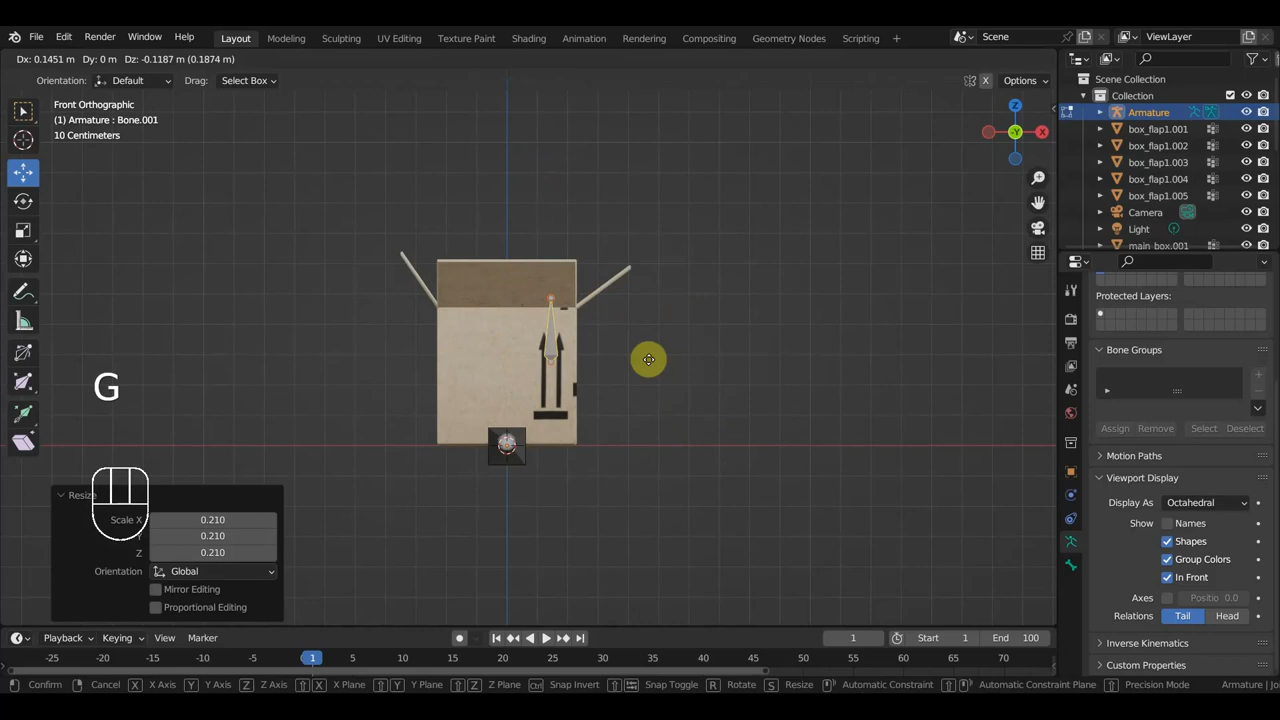 File Edit Render Window Help Layout Modeling Sculpting UV Editing Texture Paint Shading Animation Rendering Compositing Geometry Nodes Scripting + Scene ViewLayer
Dx: 0.1451 m Dy: 0 m Dz: -0.1187 m (0.1874 m)
Orientation: Default Drag: Select Box X Options
Front Orthographic
(1) Armature : Bone.001
10 Centimeters
Z
X
-Y
G
Resize
Scale X 0.210
Y 0.210
Z 0.210
Orientation Global
Mirror Editing
Proportional Editing
Scene Collection
Collection
Armature
box_flap1.001
box_flap1.002
box_flap1.003
box_flap1.004
box_flap1.005
Camera
Light
main box.001
Protected Layers:
Bone Groups
Assign Remove Select Deselect
Motion Paths
Viewport Display
Display As Octahedral
Show Names
Shapes
Group Colors
In Front
Axes Positio 0.0
Relations Tail Head
Inverse Kinematics
Custom Properties
Playback Keying View Marker 1 Start 1 End 100
-25 -20 -15 -10 -5 1 5 10 15 20 25 30 35 40 45 50 55 60 65 70
Confirm Cancel X X Axis Y Y Axis Z Z Axis X X Plane Y Y Plane Z Z Plane Ctrl Snap Invert Snap Toggle R Rotate S Resize Automatic Constraint Automatic Constraint Plane Precision Mode Armature | Jo